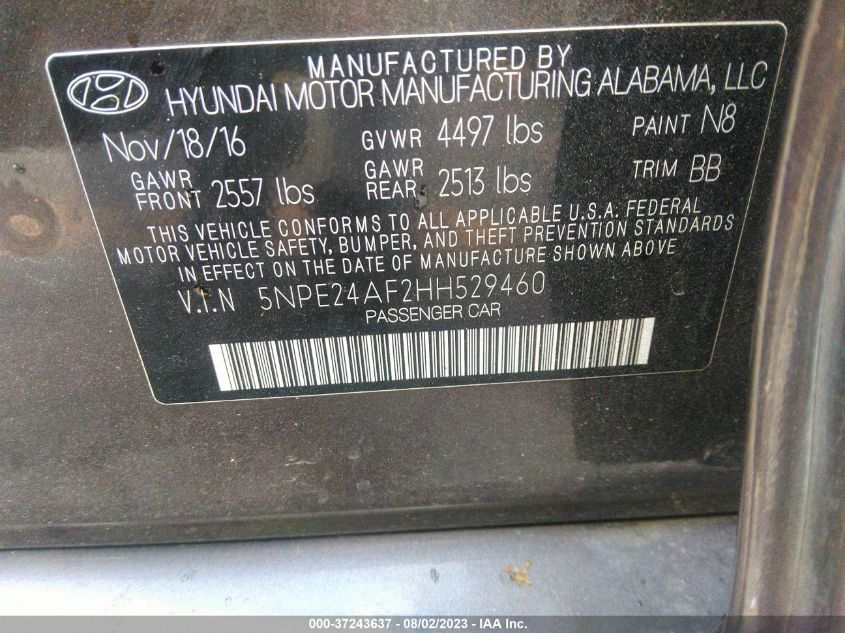 MANUFACTURED BY
HYUNDAI MOTOR MANUFACTURING ALABAMA, LLC
Nov/18/16 GVWR 4497 lbs PAINT N8
GAWR FRONT 2557 lbs GAWR REAR 2513 lbs TRIM BB
THIS VEHICLE CONFORMS TO ALL APPLICABLE U.S.A. FEDERAL
MOTOR VEHICLE SAFETY, BUMPER, AND THEFT PREVENTION STANDARDS
IN EFFECT ON THE DATE OF MANUFACTURE SHOWN ABOVE
V.I.N 5NPE24AF2HH529460
PASSENGER CAR
000-37243637 - 08/02/2023 - IAA Inc.